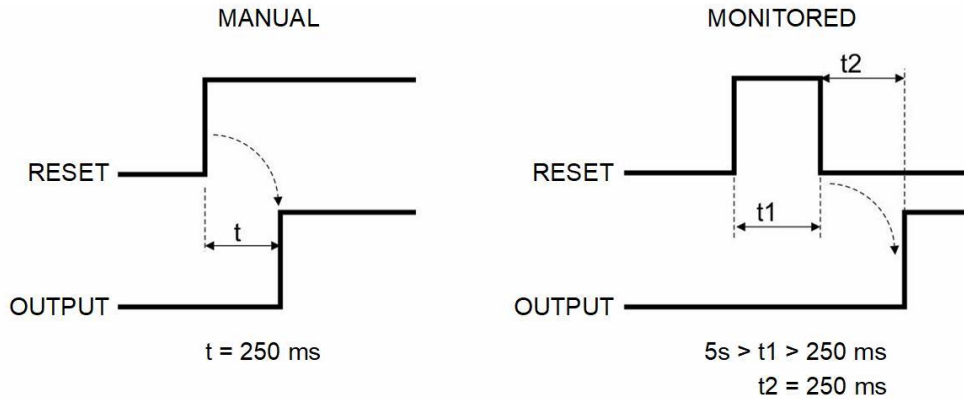 MANUAL
RESET
t
OUTPUT
t = 250 ms
MONITORED
t2
RESET
t1
OUTPUT
5s > t1 > 250 ms
t2 = 250 ms